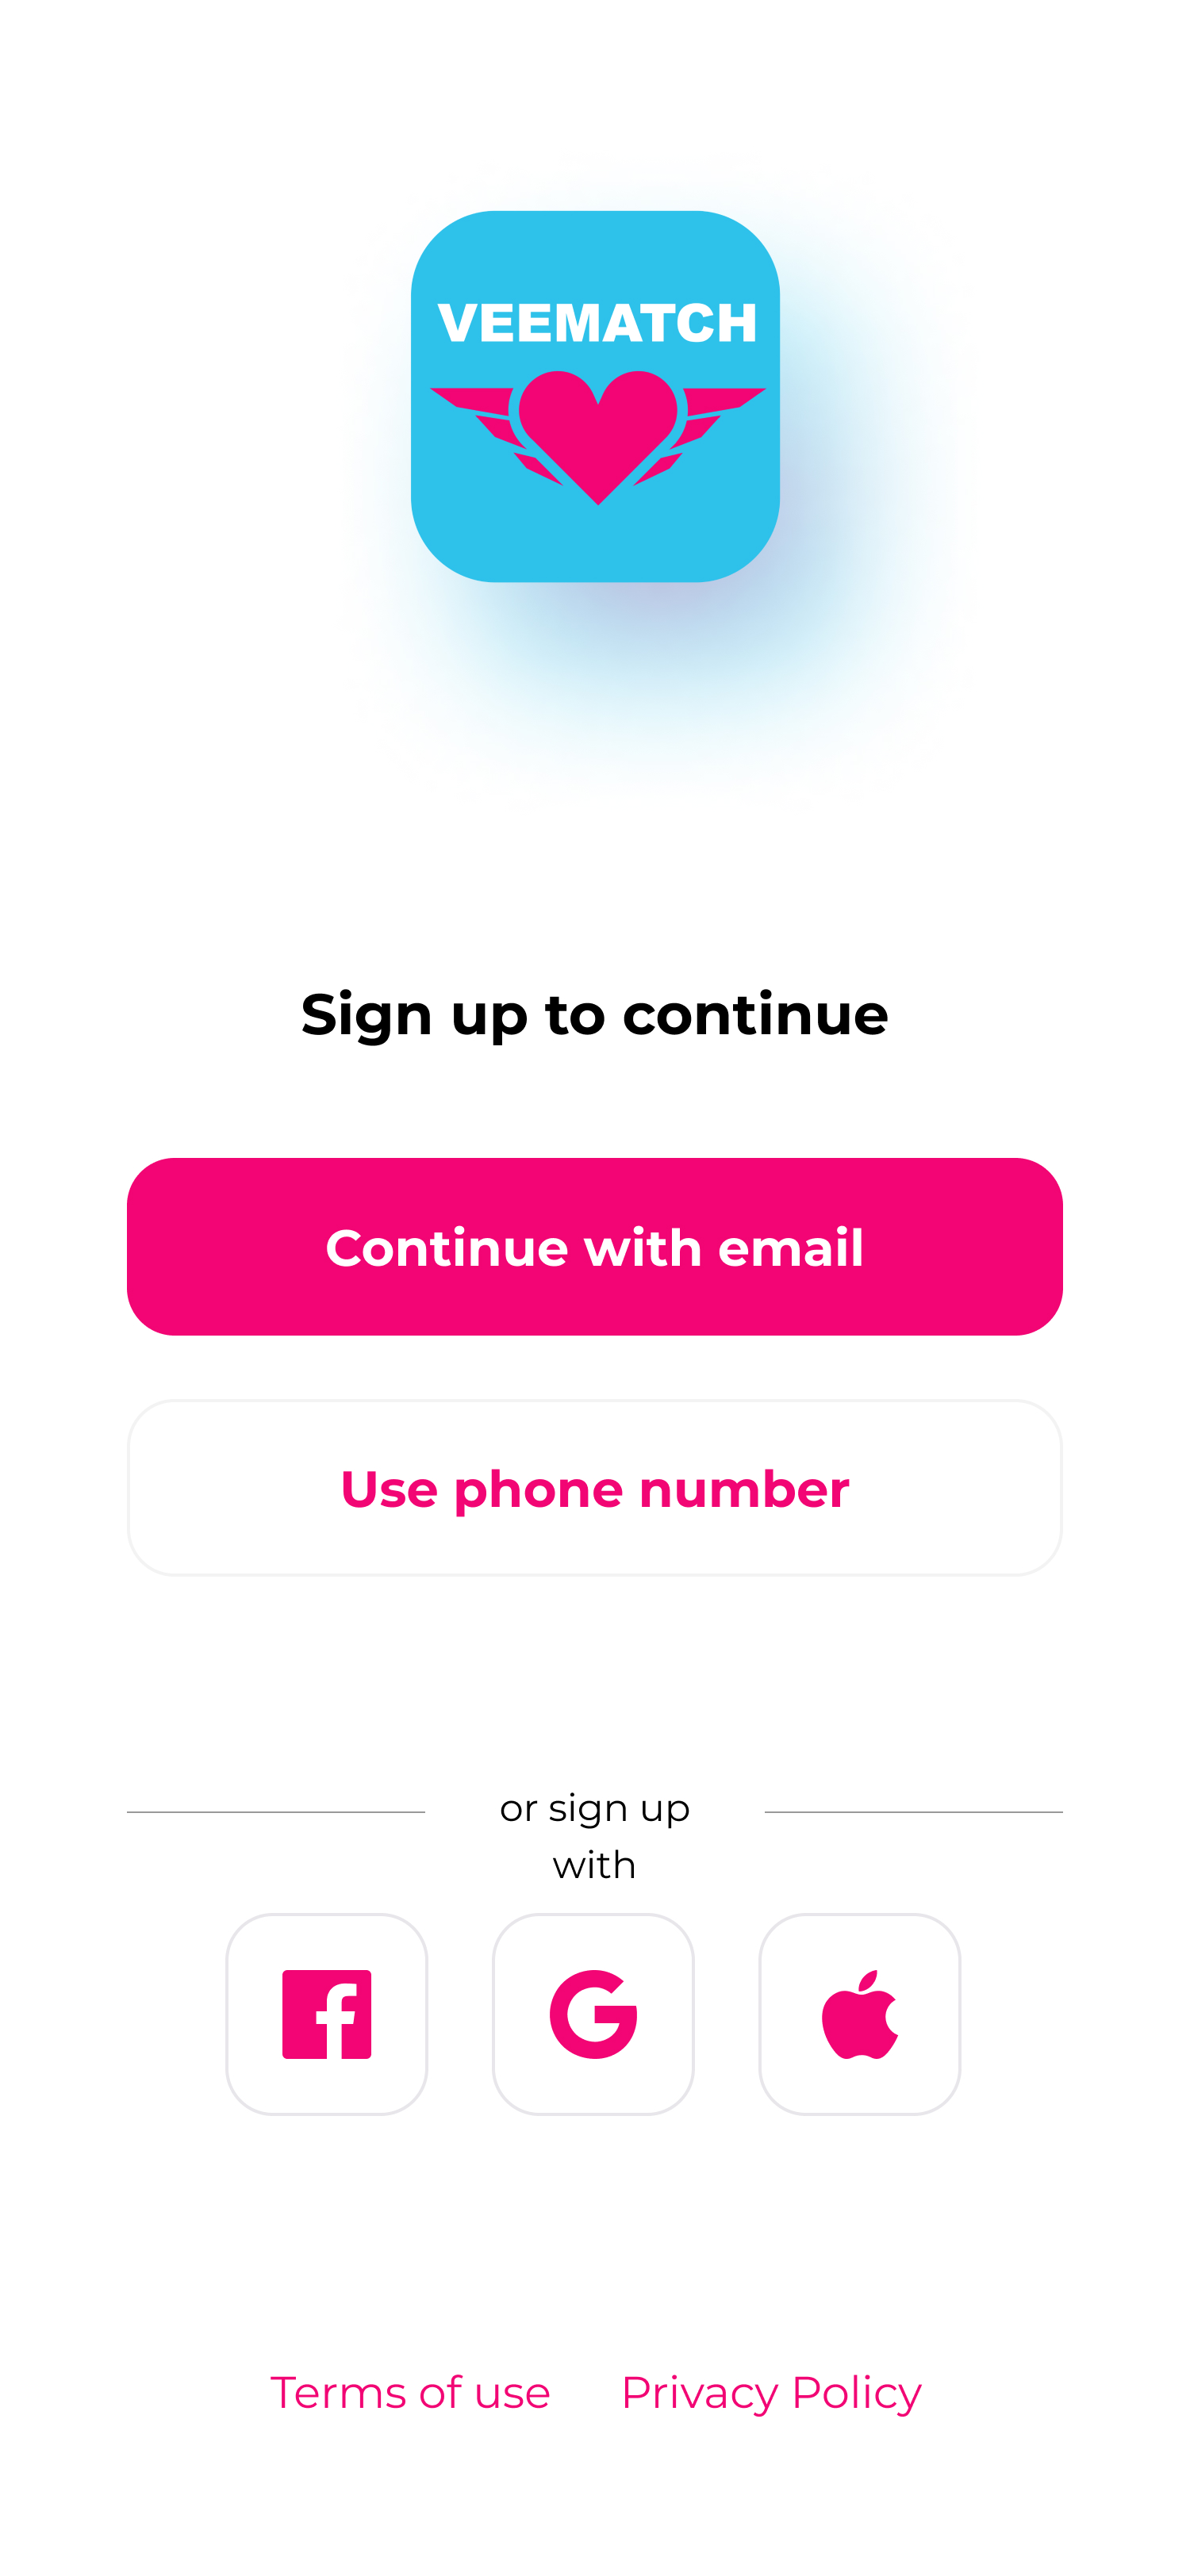 VEEMATCH
Sign up to continue
Continue with email
Use phone number
or sign up
with
Terms of use Privacy Policy